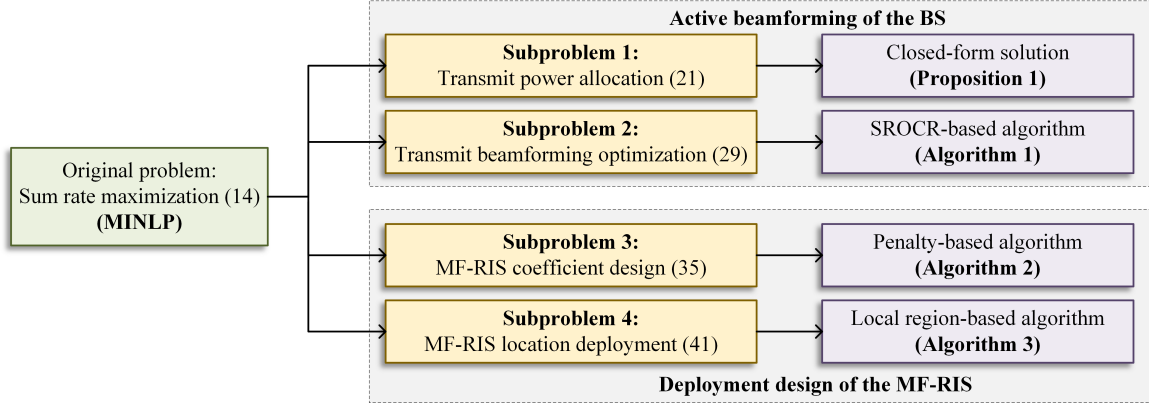 Original problem:
Sum rate maximization (14)
(MINLP)
Active beamforming of the BS
Subproblem 1:
Transmit power allocation (21)
Closed-form solution
(Proposition 1)
Subproblem 2:
Transmit beamforming optimization (29)
SROCR-based algorithm
(Algorithm 1)
Subproblem 3:
MF-RIS coefficient design (35)
Penalty-based algorithm
(Algorithm 2)
Subproblem 4:
MF-RIS location deployment (41)
Local region-based algorithm
(Algorithm 3)
Deployment design of the MF-RIS